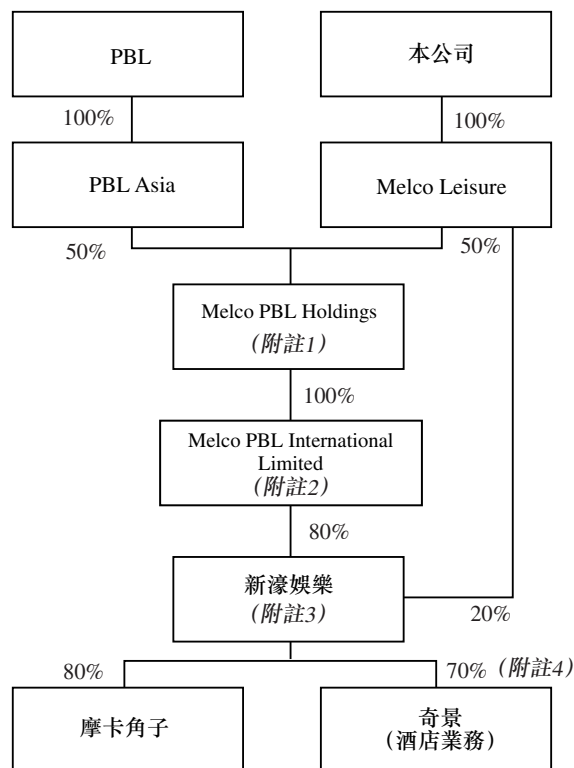 PBL
本公司
100%
100%
PBL Asia
Melco Leisure
50%
50%
Melco PBL Holdings
（附註1）
100%
Melco PBL International
Limited
（附註2）
80%
新濠娛樂
（附註3）
20%
80%
70%（附註4）
摩卡角子
奇景
（酒店業務）